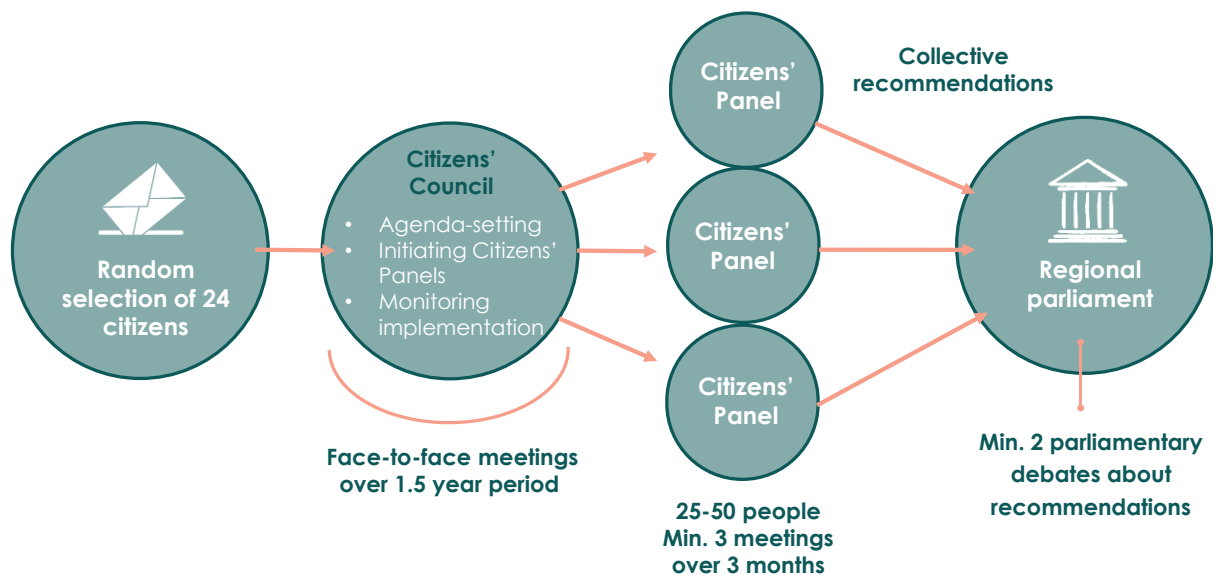 Random
selection of 24
citizens
Citizens’
Council
• Agenda-setting
• Initiating Citizens’
Panels
• Monitoring
implementation
Face-to-face meetings
over 1.5 year period
Citizens’
Panel
Citizens’
Panel
Citizens’
Panel
25-50 people
Min. 3 meetings
over 3 months
Collective
recommendations
Regional
parliament
Min. 2 parliamentary
debates about
recommendations